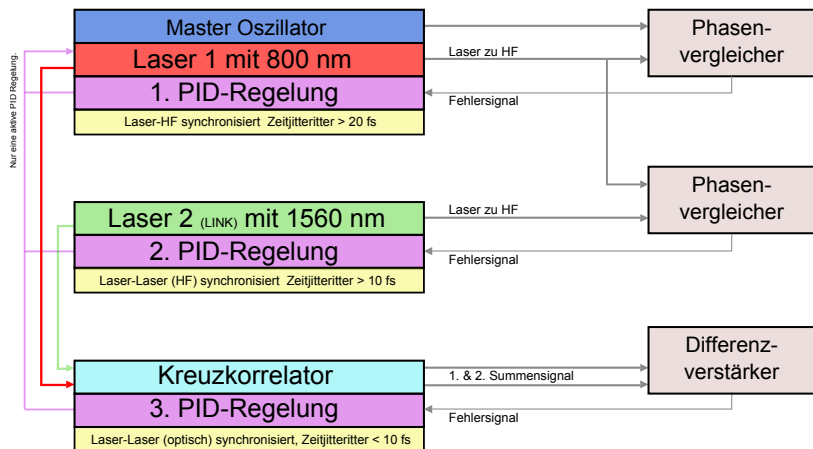 Master Oszillator
Laser 1 mit 800 nm
1. PID-Regelung
Laser-HF synchronisiert Zeitjitteritter > 20 fs
Laser zu HF
Fehlersignal
Phasen-
vergleicher
Nur eine aktive PID Regelung.
Laser 2 (LINK) mit 1560 nm
2. PID-Regelung
Laser-Laser (HF) synchronisiert Zeitjitteritter > 10 fs
Laser zu HF
Fehlersignal
Phasen-
vergleicher
Kreuzkorrelator
3. PID-Regelung
Laser-Laser (optisch) synchronisiert, Zeitjitteritter < 10 fs
1. & 2. Summensignal
Fehlersignal
Differenz-
verstärker